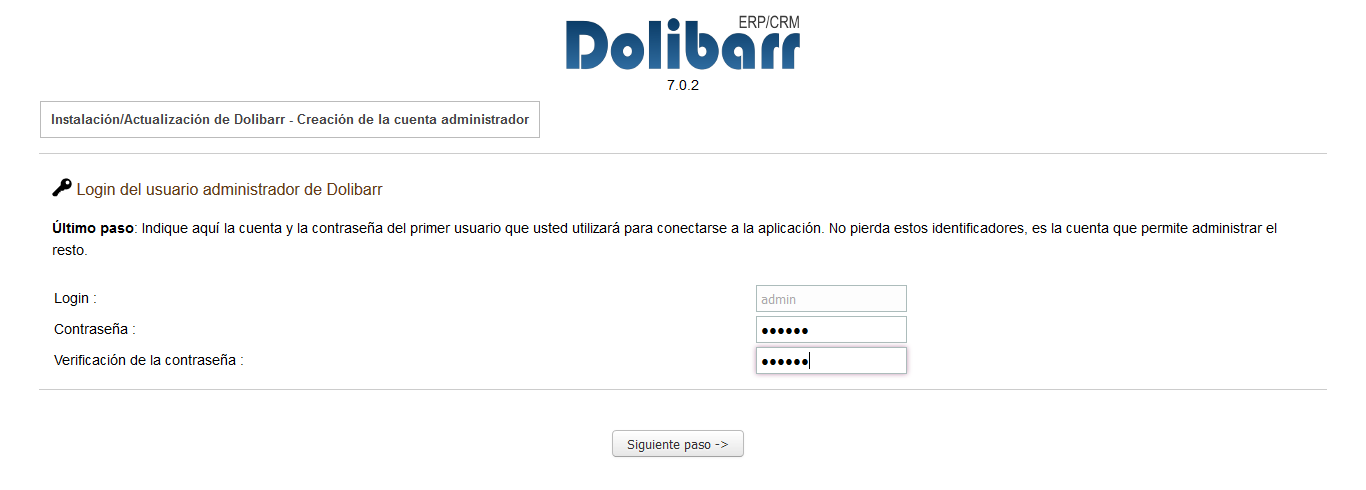 ERP/CRM
Dolibarr
7.0.2
Instalación/Actualización de Dolibarr - Creación de la cuenta administrador
Login del usuario administrador de Dolibarr
Último paso: Indique aquí la cuenta y la contraseña del primer usuario que usted utilizará para conectarse a la aplicación. No pierda estos identificadores, es la cuenta que permite administrar el
resto.
Login : admin
Contraseña : ●●●●●●
Verificación de la contraseña : ●●●●●●
Siguiente paso ->